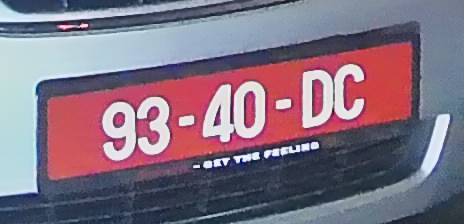 93-40-DC
- GET THE FEELING